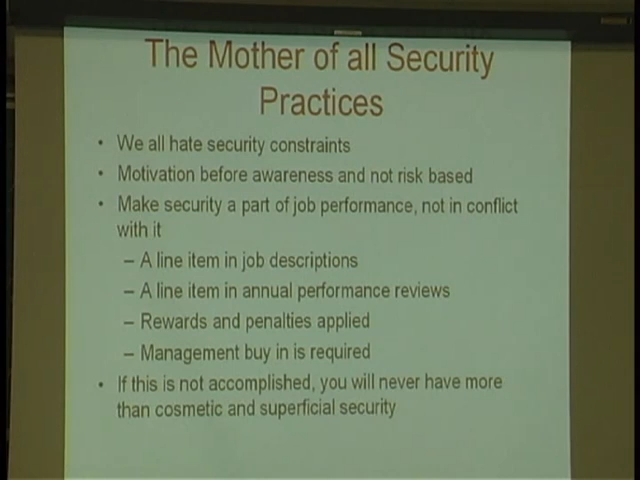 The Mother of all Security
Practices
• We all hate security constraints
• Motivation before awareness and not risk based
• Make security a part of job performance, not in conflict
with it
– A line item in job descriptions
– A line item in annual performance reviews
– Rewards and penalties applied
– Management buy in is required
• If this is not accomplished, you will never have more
than cosmetic and superficial security